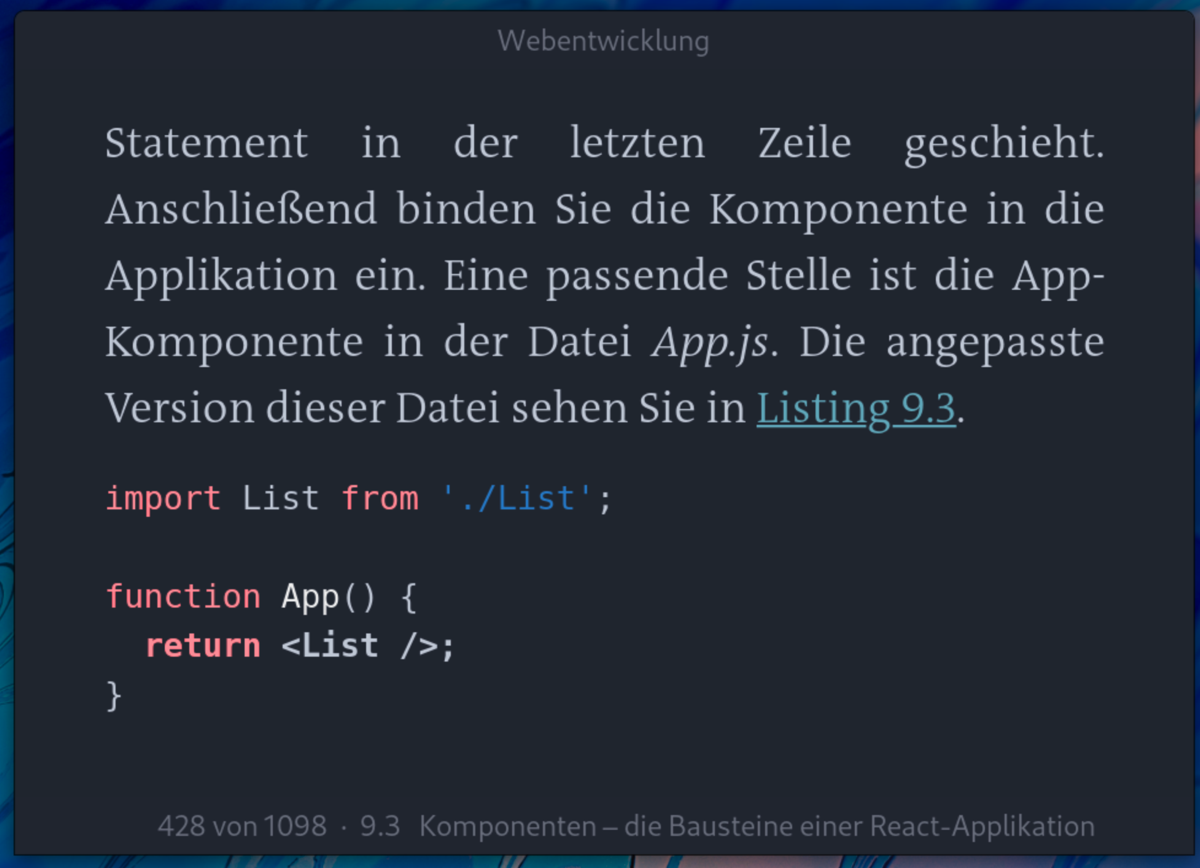 Webentwicklung
Statement in der letzten Zeile geschieht.
Anschließend binden Sie die Komponente in die
Applikation ein. Eine passende Stelle ist die App-
Komponente in der Datei App.js. Die angepasste
Version dieser Datei sehen Sie in Listing 9.3.
import List from './List';
function App() {
  return <List />;
}
428 von 1098 · 9.3 Komponenten – die Bausteine einer React-Applikation